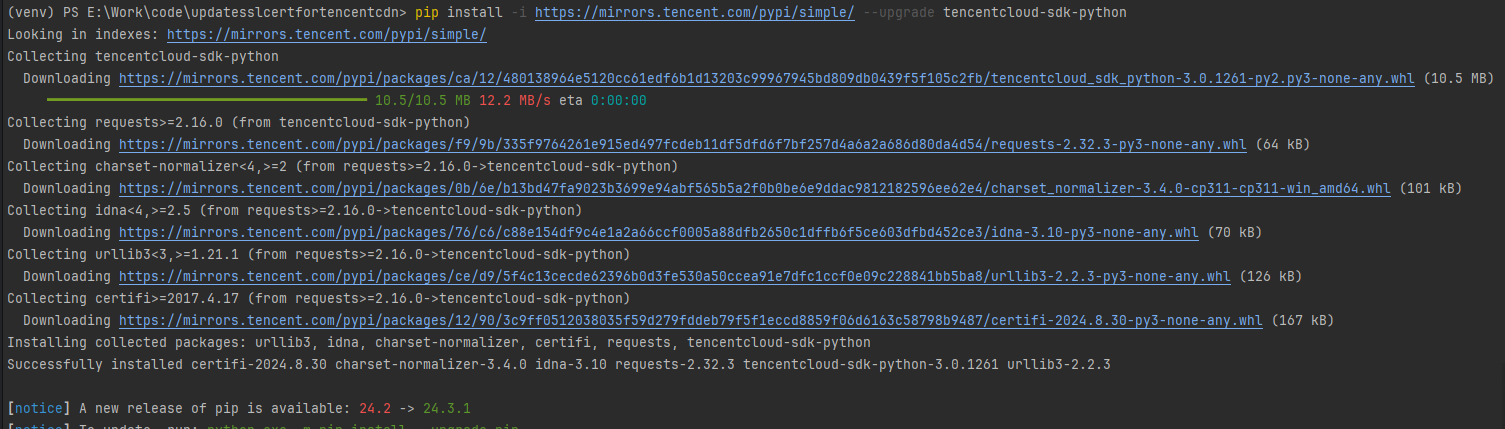 (venv) PS E:\Work\code\updatesslcertfortencentcdn> pip install -i https://mirrors.tencent.com/pypi/simple/ --upgrade tencentcloud-sdk-python
Looking in indexes: https://mirrors.tencent.com/pypi/simple/
Collecting tencentcloud-sdk-python
Downloading https://mirrors.tencent.com/pypi/packages/ca/12/480138964e5120cc61edf6b1d13203c99967945bd809db0439f5f105c2fb/tencentcloud_sdk_python-3.0.1261-py2.py3-none-any.whl (10.5 MB)
10.5/10.5 MB 12.2 MB/s eta 0:00:00
Collecting requests>=2.16.0 (from tencentcloud-sdk-python)
Downloading https://mirrors.tencent.com/pypi/packages/f9/9b/335f9764261e915ed497fcdeb11df5dfd6f7bf257d4a6a2a686d80da4d54/requests-2.32.3-py3-none-any.whl (64 kB)
Collecting charset-normalizer<4,>=2 (from requests>=2.16.0->tencentcloud-sdk-python)
Downloading https://mirrors.tencent.com/pypi/packages/0b/6e/b13bd47fa9023b3699e94abf565b5a2f0b0be6e9ddac9812182596ee62e4/charset_normalizer-3.4.0-cp311-cp311-win_amd64.whl (101 kB)
Collecting idna<4,>=2.5 (from requests>=2.16.0->tencentcloud-sdk-python)
Downloading https://mirrors.tencent.com/pypi/packages/76/c6/c88e154df9c4e1a2a66ccf0005a88dfb2650c1dffb6f5ce603dfbd452ce3/idna-3.10-py3-none-any.whl (70 kB)
Collecting urllib3<3,>=1.21.1 (from requests>=2.16.0->tencentcloud-sdk-python)
Downloading https://mirrors.tencent.com/pypi/packages/ce/d9/5f4c13cecde62396b0d3fe530a50ccea91e7dfc1ccf0e09c228841bb5ba8/urllib3-2.2.3-py3-none-any.whl (126 kB)
Collecting certifi>=2017.4.17 (from requests>=2.16.0->tencentcloud-sdk-python)
Downloading https://mirrors.tencent.com/pypi/packages/12/90/3c9ff0512038035f59d279fddeb79f5f1eccd8859f06d6163c58798b9487/certifi-2024.8.30-py3-none-any.whl (167 kB)
Installing collected packages: urllib3, idna, charset-normalizer, certifi, requests, tencentcloud-sdk-python
Successfully installed certifi-2024.8.30 charset-normalizer-3.4.0 idna-3.10 requests-2.32.3 tencentcloud-sdk-python-3.0.1261 urllib3-2.2.3
[notice] A new release of pip is available: 24.2 -> 24.3.1
[notice] To update, run: python.exe -m pip install --upgrade pip